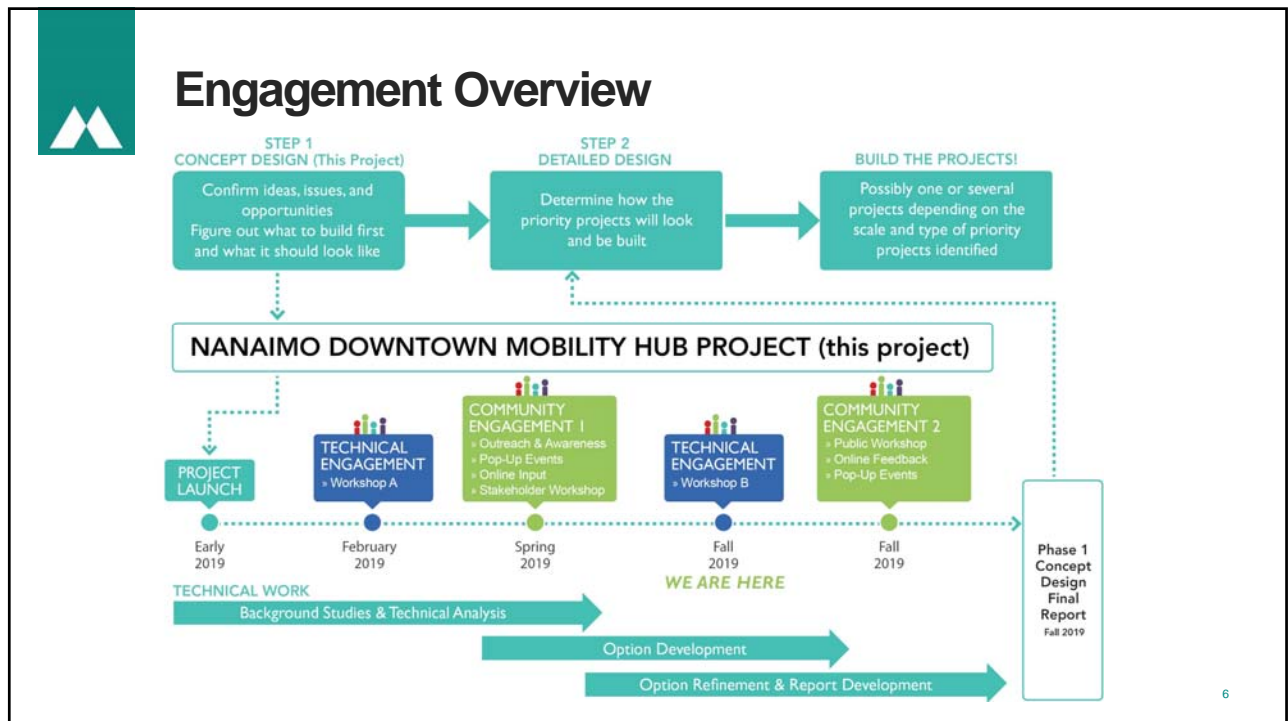 Engagement Overview
STEP 1
CONCEPT DESIGN (This Project)
Confirm ideas, issues, and
opportunities
Figure out what to build first
and what it should look like
STEP 2
DETAILED DESIGN
Determine how the
priority projects will look
and be built
BUILD THE PROJECTS!
Possibly one or several
projects depending on the
scale and type of priority
projects identified
NANAIMO DOWNTOWN MOBILITY HUB PROJECT (this project)
PROJECT
LAUNCH
Early
2019
TECHNICAL
ENGAGEMENT
» Workshop A
February
2019
COMMUNITY
ENGAGEMENT 1
» Outreach & Awareness
» Pop-Up Events
» Online Input
» Stakeholder Workshop
Spring
2019
TECHNICAL
ENGAGEMENT
» Workshop B
Fall
2019
WE ARE HERE
COMMUNITY
ENGAGEMENT 2
» Public Workshop
» Online Feedback
» Pop-Up Events
Fall
2019
Phase 1
Concept
Design
Final
Report
Fall 2019
TECHNICAL WORK
Background Studies & Technical Analysis
Option Development
Option Refinement & Report Development
6